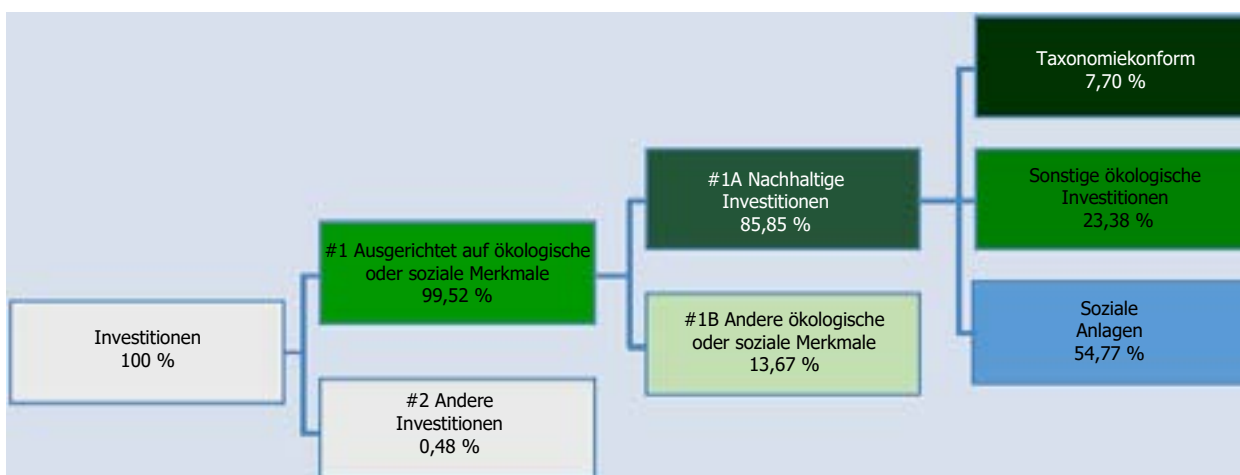 Investitionen
100 %
#1 Ausgerichtet auf ökologische
oder soziale Merkmale
99,52 %
#2 Andere
Investitionen
0,48 %
#1A Nachhaltige
Investitionen
85,85 %
#1B Andere ökologische
oder soziale Merkmale
13,67 %
Taxonomiekonform
7,70 %
Sonstige ökologische
Investitionen
23,38 %
Soziale
Anlagen
54,77 %